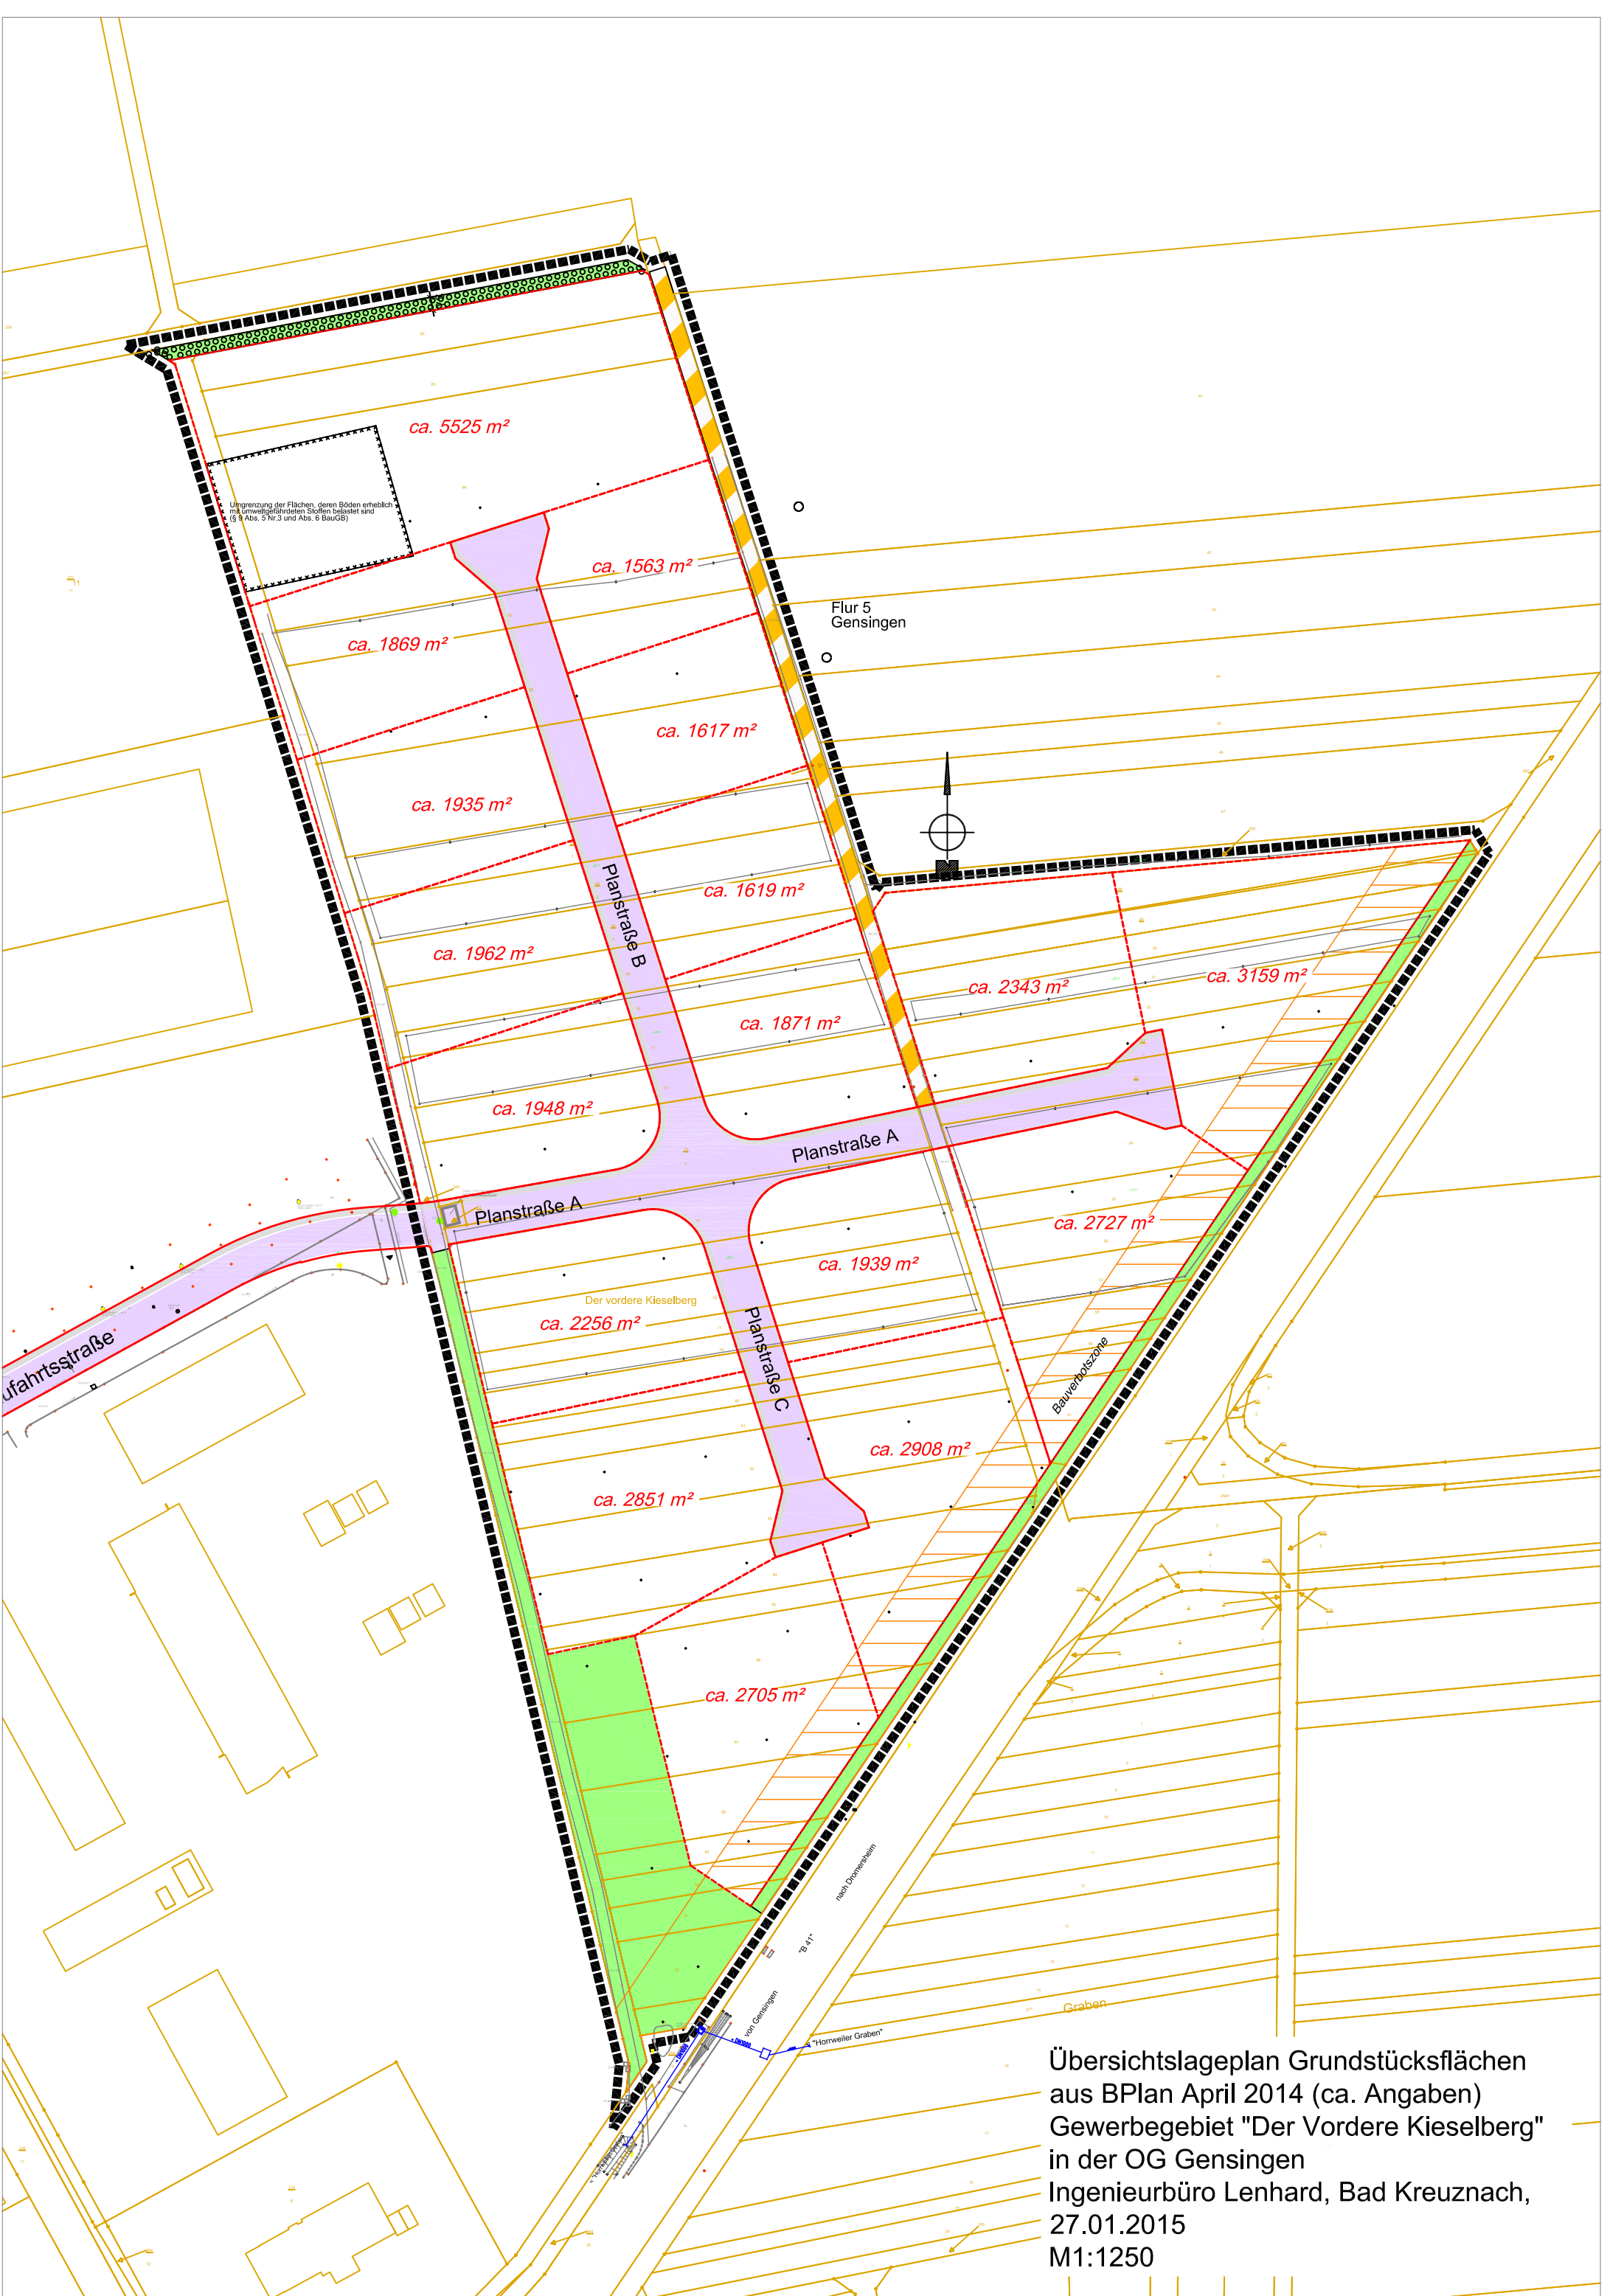 ca. 5525 m²
Umgrenzung der Flächen, deren Böden erheblich
mit umweltgefährdeten Stoffen belastet sind
(§ 9 Abs. 5 Nr.3 und Abs. 6 BauGB)
ca. 1563 m²
Flur 5
Gensingen
ca. 1869 m²
ca. 1617 m²
ca. 1935 m²
Planstraße B
ca. 1619 m²
ca. 1962 m²
ca. 2343 m²
ca. 3159 m²
ca. 1871 m²
ca. 1948 m²
Planstraße A
Planstraße A
ca. 2727 m²
ca. 1939 m²
Der vordere Kieselberg
ca. 2256 m²
Planstraße C
ufahrtsstraße
Bauverbotszone
ca. 2908 m²
ca. 2851 m²
ca. 2705 m²
nach Dromersheim
"B 41"
von Gensingen
"Horrweiler Graben"
Graben
Übersichtslageplan Grundstücksflächen
aus BPlan April 2014 (ca. Angaben)
Gewerbegebiet "Der Vordere Kieselberg"
in der OG Gensingen
Ingenieurbüro Lenhard, Bad Kreuznach,
27.01.2015
M1:1250